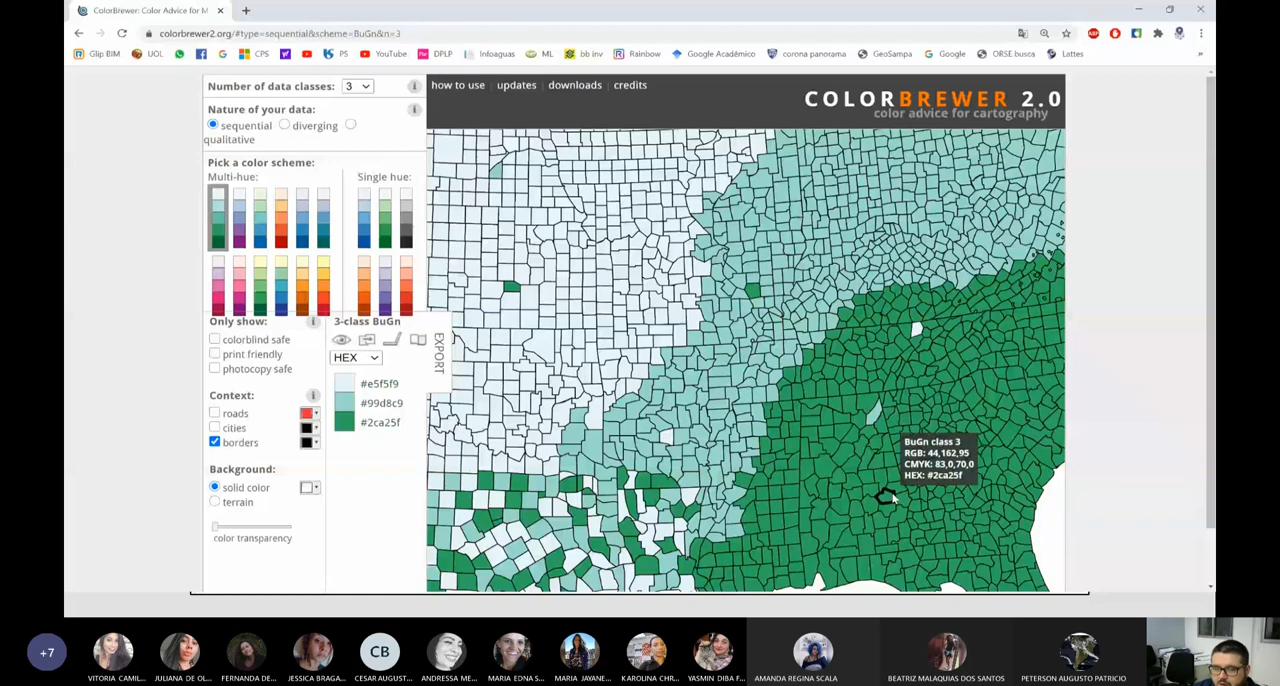 ColorBrewer: Color Advice for M
colorbrewer2.org/#type=sequential&scheme=BuGn&n=3
Glip BIM UOL CPS YouTube PS YouTube DPLP Infoaguas ML bb inv Rainbow Google Acadêmico corona panorama GeoSampa Google ORSE busca Lattes »
Number of data classes: 3 i
how to use | updates | downloads | credits
COLORBREWER 2.0
color advice for cartography
Nature of your data: i
sequential diverging
qualitative
Pick a color scheme:
Multi-hue: Single hue:
Only show: i
colorblind safe
print friendly
photocopy safe
Context: i
roads
cities
borders
Background:
solid color
terrain
color transparency
3-class BuGn
EXPORT
HEX
#e5f5f9
#99d8c9
#2ca25f
BuGn class 3
RGB: 44,162,95
CMYK: 83,0,70,0
HEX: #2ca25f
+7
CB
VITORIA CAMIL... JULIANA DE OL... FERNANDA DE... JESSICA BRAGA... CESAR AUGUST... ANDRESSA ME... MARIA EDNA S... MARIA JAYANE... KAROLINA CHR... YASMIN DIBA F... AMANDA REGINA SCALA BEATRIZ MALAQUIAS DOS SANTOS PETERSON AUGUSTO PATRICIO